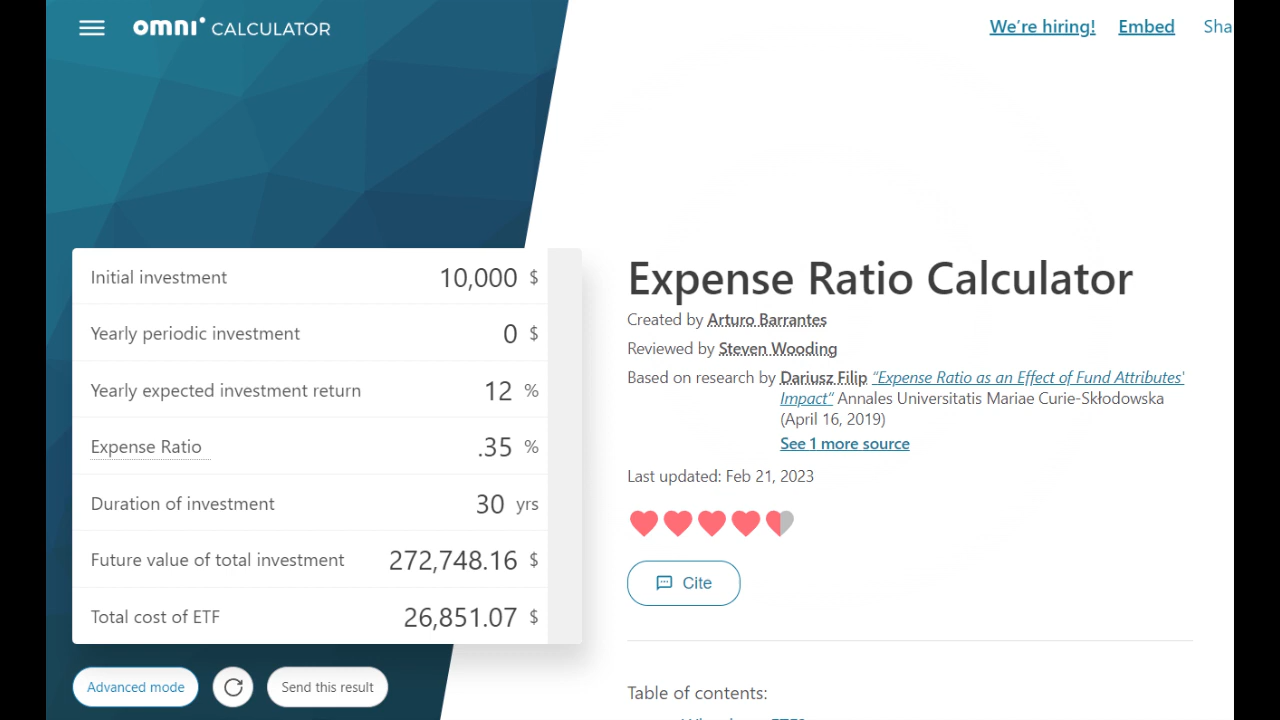 omni CALCULATOR
We're hiring! Embed Sha
Initial investment 10,000 $
Yearly periodic investment 0 $
Yearly expected investment return 12 %
Expense Ratio .35 %
Duration of investment 30 yrs
Future value of total investment 272,748.16 $
Total cost of ETF 26,851.07 $
Advanced mode Send this result
Expense Ratio Calculator
Created by Arturo Barrantes
Reviewed by Steven Wooding
Based on research by Dariusz Filip “Expense Ratio as an Effect of Fund Attributes'
Impact“ Annales Universitatis Mariae Curie-Skłodowska
(April 16, 2019)
See 1 more source
Last updated: Feb 21, 2023
Cite
Table of contents: